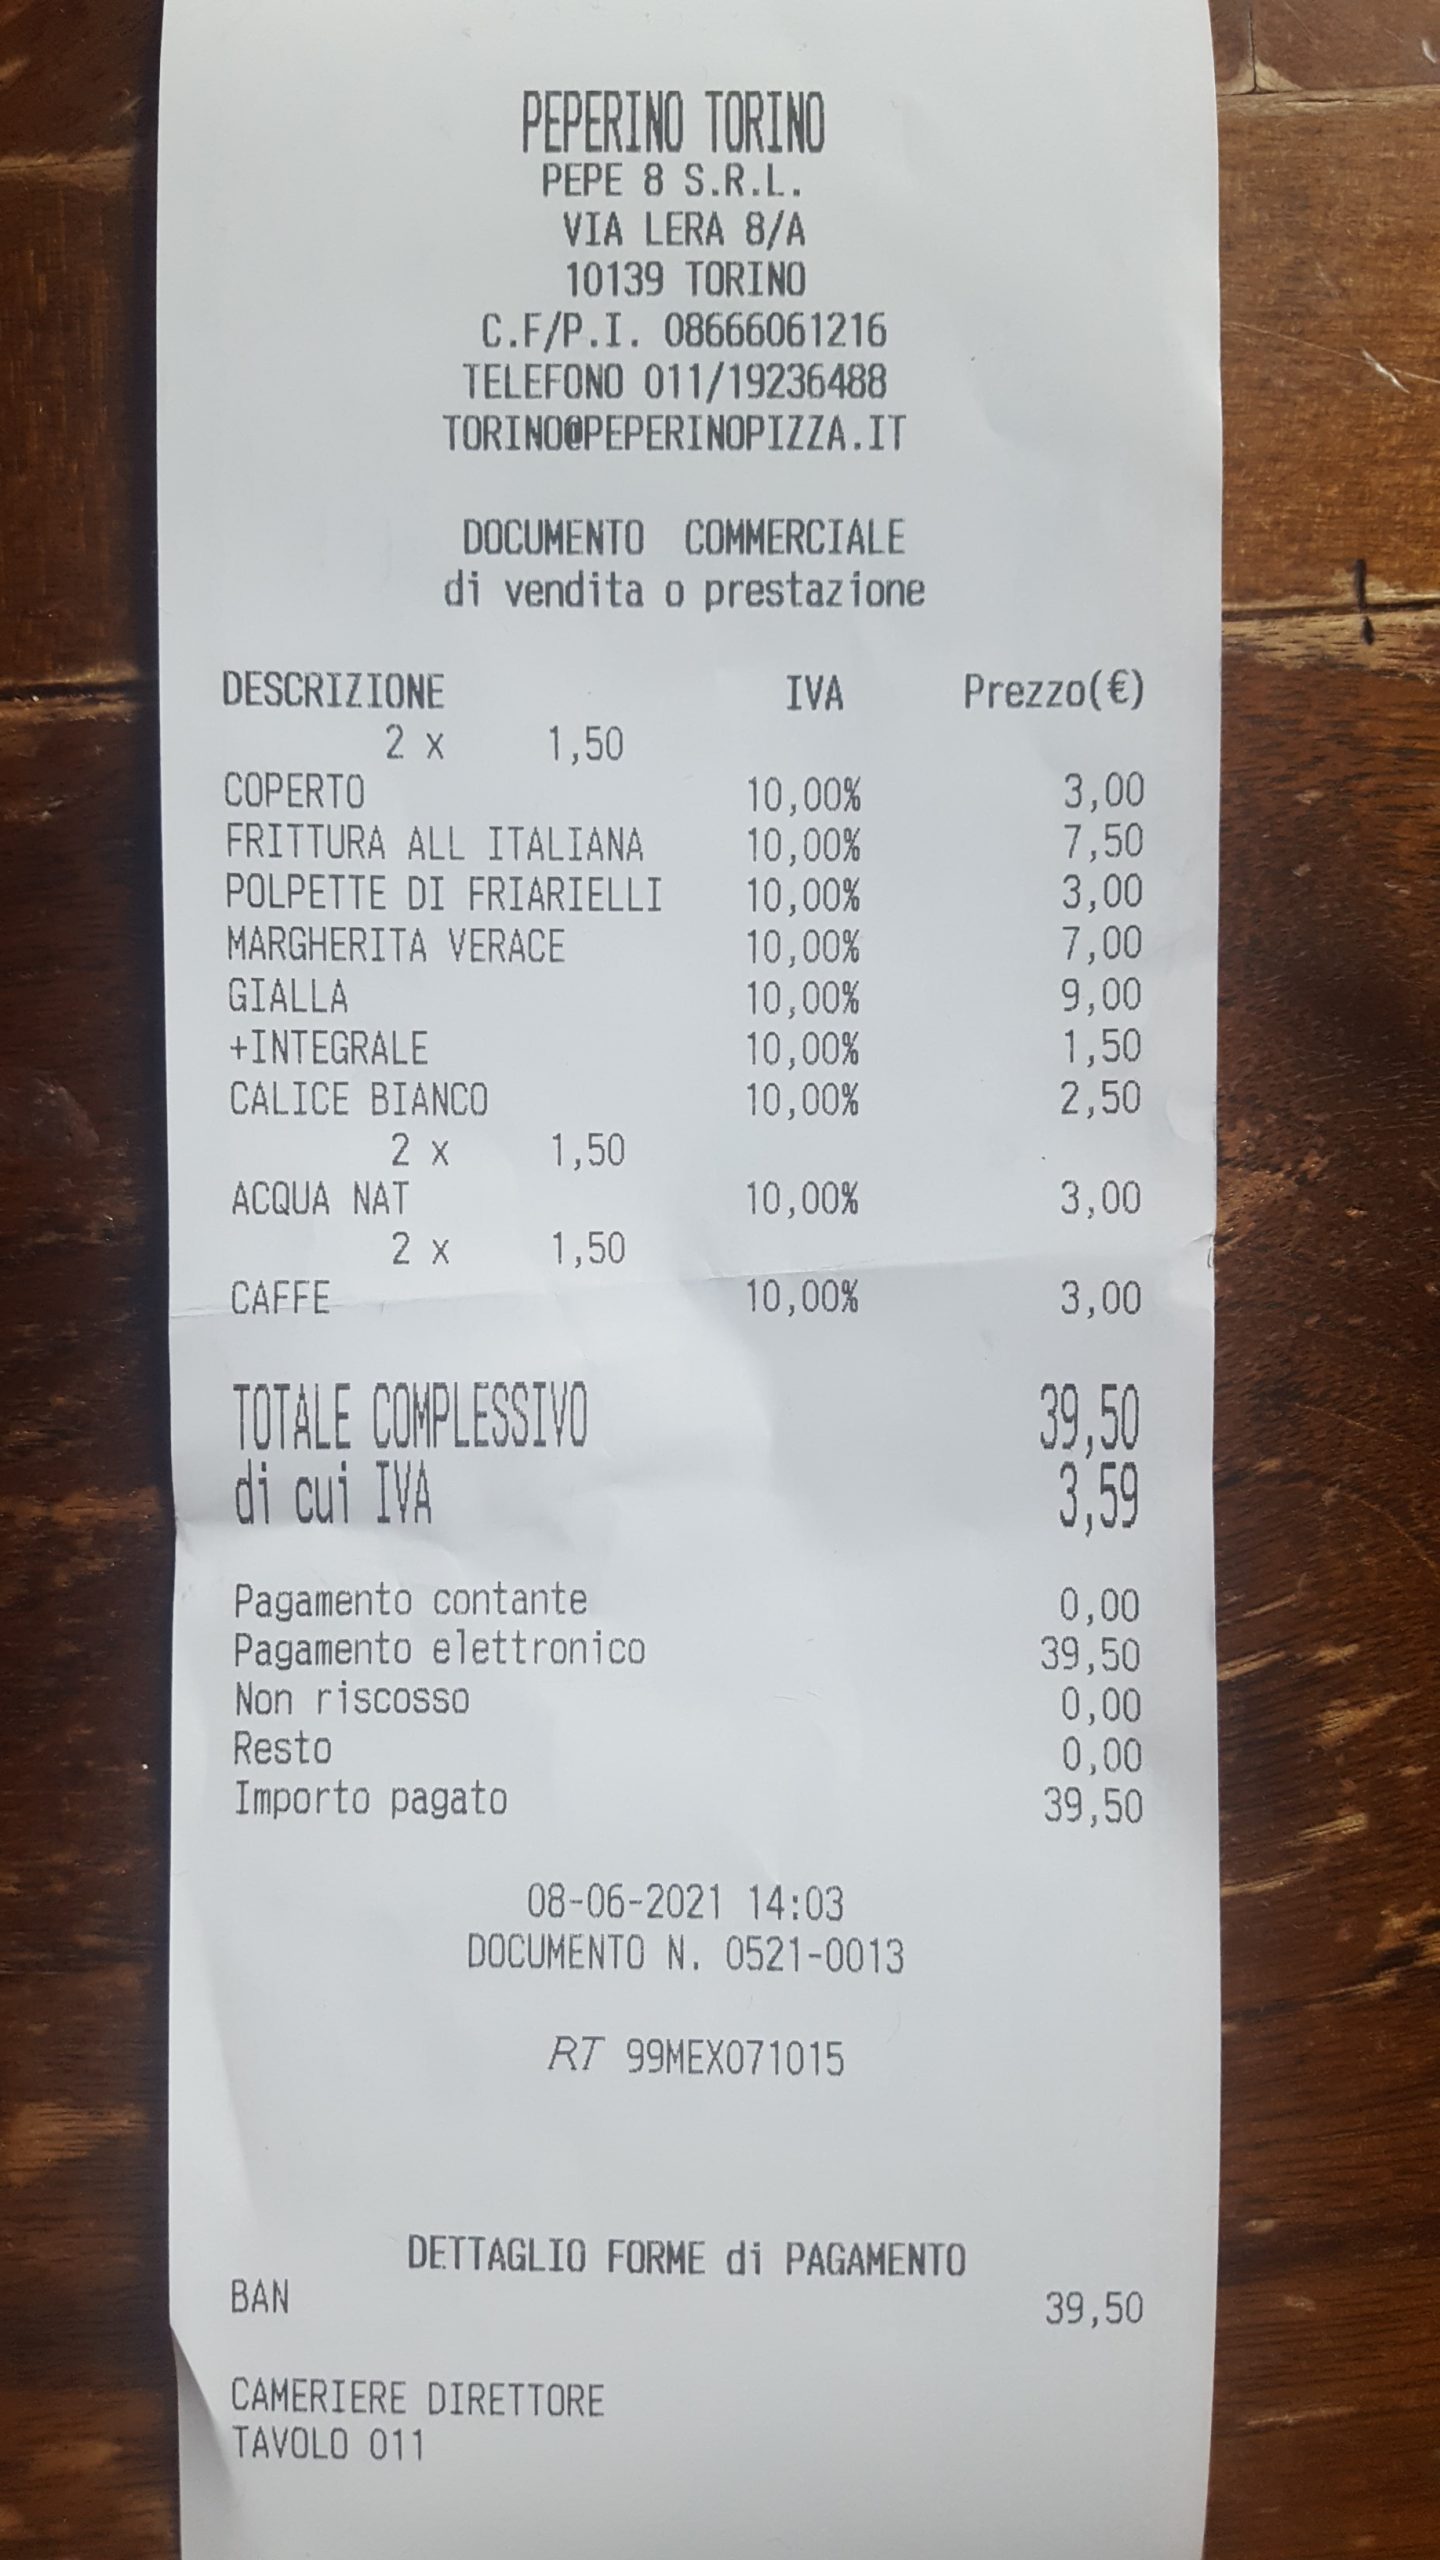 PEPERINO TORINO
PEPE 8 S.R.L.
VIA LERA 8/A
10139 TORINO
C.F/P.I. 08666061216
TELEFONO 011/19236488
TORINO@PEPERINOPIZZA.IT
DOCUMENTO COMMERCIALE
di vendita o prestazione
DESCRIZIONE IVA Prezzo(€)
2 x 1,50
COPERTO 10,00% 3,00
FRITTURA ALL ITALIANA 10,00% 7,50
POLPETTE DI FRIARIELLI 10,00% 3,00
MARGHERITA VERACE 10,00% 7,00
GIALLA 10,00% 9,00
+INTEGRALE 10,00% 1,50
CALICE BIANCO 10,00% 2,50
2 x 1,50
ACQUA NAT 10,00% 3,00
2 x 1,50
CAFFE 10,00% 3,00
TOTALE COMPLESSIVO 39,50
di cui IVA 3,59
Pagamento contante 0,00
Pagamento elettronico 39,50
Non riscosso 0,00
Resto 0,00
Importo pagato 39,50
08-06-2021 14:03
DOCUMENTO N. 0521-0013
RT 99MEX071015
DETTAGLIO FORME di PAGAMENTO
BAN 39,50
CAMERIERE DIRETTORE
TAVOLO 011